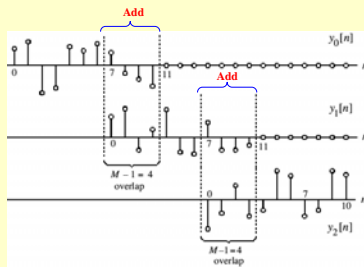 Add
y₀[n]
0
7
11
n
Add
y₁[n]
0
7
11
M − 1 = 4
overlap
0
7
10
y₂[n]
M − 1 = 4
overlap